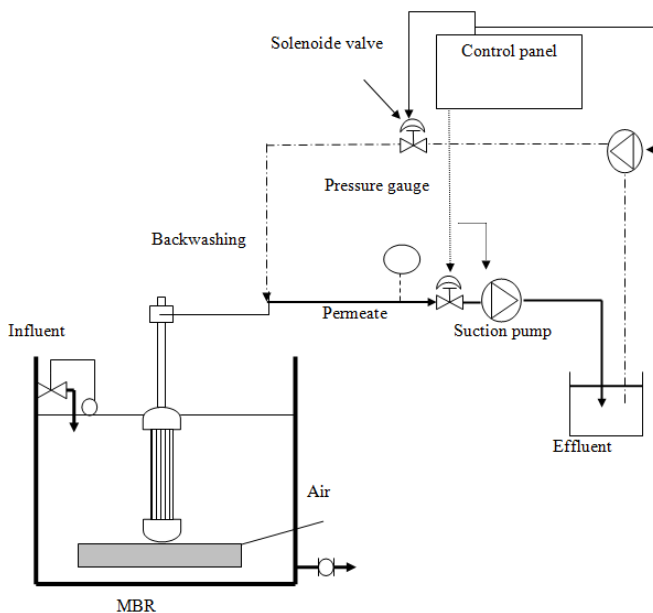 Solenoide valve
Control panel
Pressure gauge
Backwashing
Permeate
Suction pump
Influent
Effluent
Air
MBR